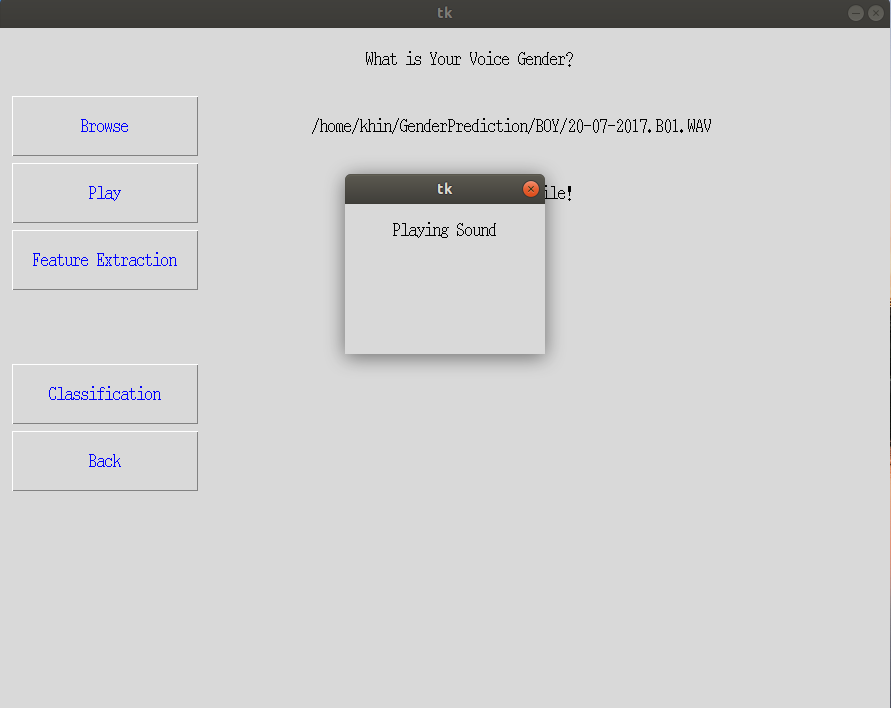 tk
What is Your Voice Gender?
Browse
/home/khin/GenderPrediction/BOY/20-07-2017.B01.WAV
Play
tk
Playing Sound
Feature Extraction
Classification
Back